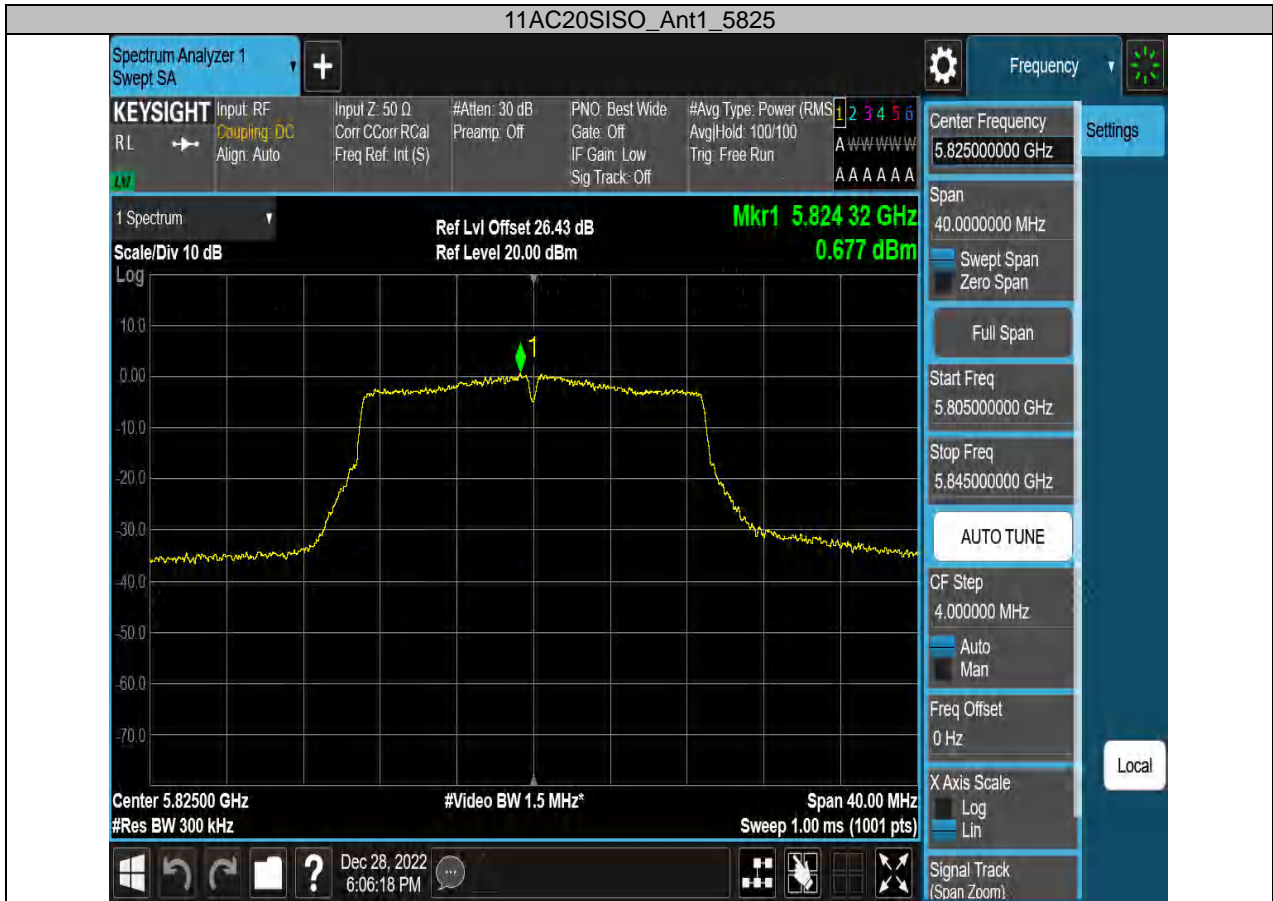 11AC20SISO_Ant1_5825
Spectrum Analyzer 1
Swept SA
+
Frequency
KEYSIGHT
RL
Input: RF
Coupling: DC
Align: Auto
Input Z: 50 Ω
Corr CCorr RCal
Freq Ref: Int (S)
#Atten: 30 dB
Preamp: Off
PNO: Best Wide
Gate: Off
IF Gain: Low
Sig Track: Off
#Avg Type: Power (RMS
Avg|Hold: 100/100
Trig: Free Run
1 2 3 4 5 6
A W W W W W
A A A A A A
1 Spectrum
Scale/Div 10 dB
Log
Ref Lvl Offset 26.43 dB
Ref Level 20.00 dBm
Mkr1 5.824 32 GHz
0.677 dBm
1
10.0
0.00
-10.0
-20.0
-30.0
-40.0
-50.0
-60.0
-70.0
Center 5.82500 GHz
#Res BW 300 kHz
#Video BW 1.5 MHz*
Span 40.00 MHz
Sweep 1.00 ms (1001 pts)
?
Dec 28, 2022
6:06:18 PM
Center Frequency
5.825000000 GHz
Settings
Span
40.0000000 MHz
Swept Span
Zero Span
Full Span
Start Freq
5.805000000 GHz
Stop Freq
5.845000000 GHz
AUTO TUNE
CF Step
4.000000 MHz
Auto
Man
Freq Offset
0 Hz
X Axis Scale
Log
Lin
Local
Signal Track
(Span Zoom)